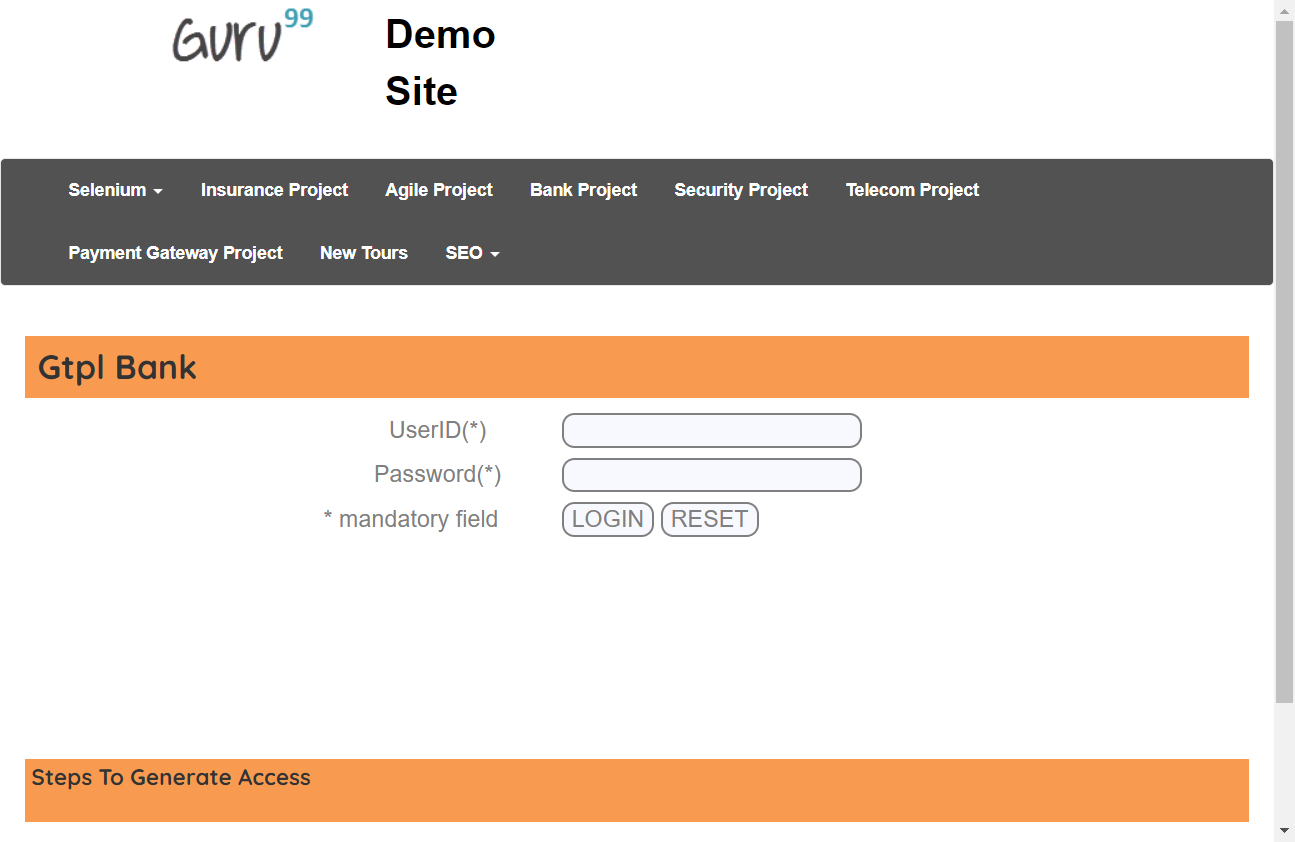 Guru99
Demo
Site
Selenium
Insurance Project
Agile Project
Bank Project
Security Project
Telecom Project
Payment Gateway Project
New Tours
SEO
Gtpl Bank
UserID(*)
Password(*)
* mandatory field
LOGIN
RESET
Steps To Generate Access